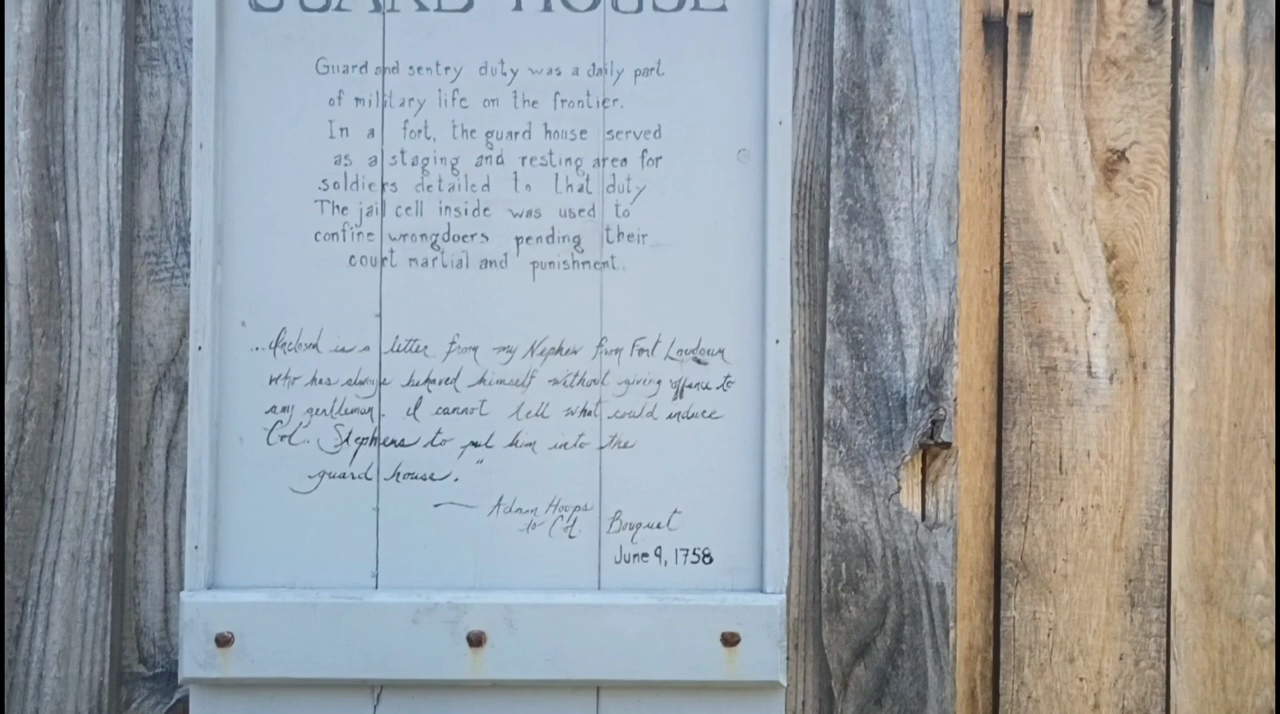 GUARD HOUSE
Guard and sentry duty was a daily part
of military life on the frontier.
In a fort, the guard house served
as a staging and resting area for
soldiers detailed to that duty
The jail cell inside was used to
confine wrongdoers pending their
court martial and punishment.
...Enclosed is a letter from my Nephew from Fort Loudoun
who has always behaved himself without giving offence to
any gentleman. I cannot tell what could induce
Col. Stephens to put him into the
guard house."
— Adam Hoops
to Col. Bouquet
June 9, 1758